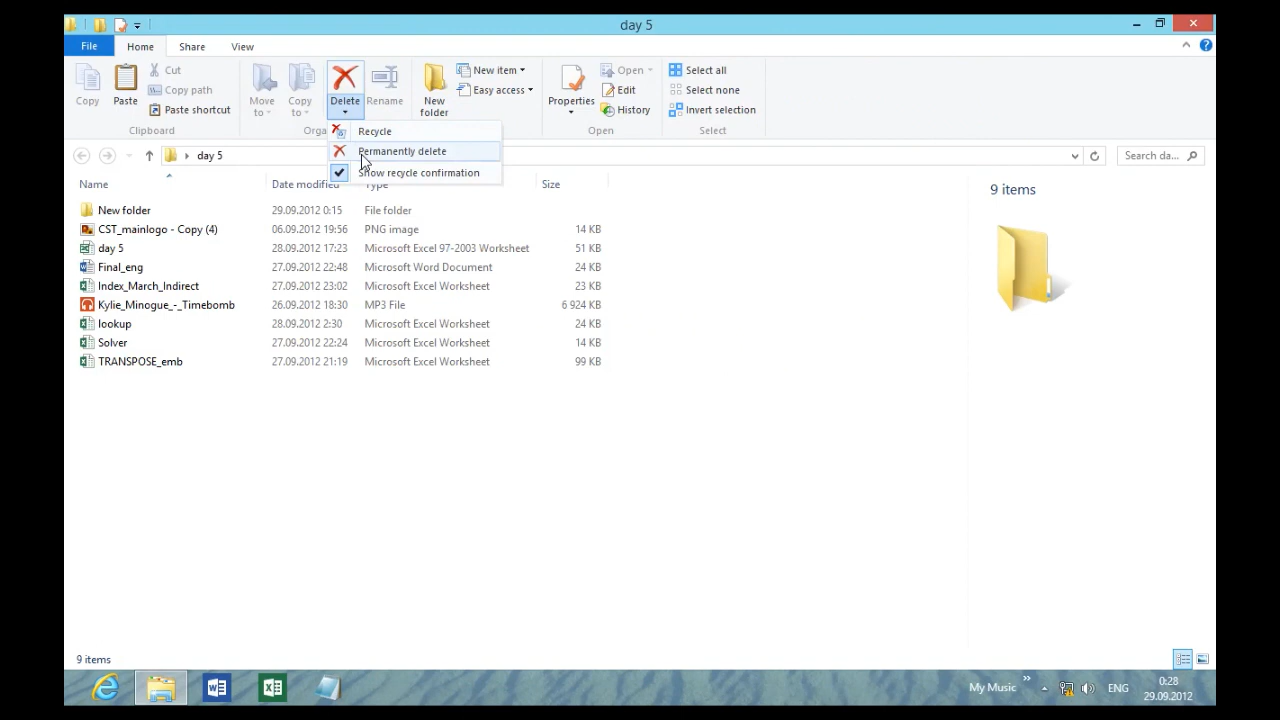 day 5
File Home Share View
Copy
Paste
Cut
Copy path
Paste shortcut
Clipboard
Move to
Copy to
Delete
Rename
Orga
New folder
New item
Easy access
Properties
Open
Edit
History
Open
Select all
Select none
Invert selection
Select
Recycle
Permanently delete
Show recycle confirmation
day 5
Search da...
Name Date modified Type Size
New folder 29.09.2012 0:15 File folder
CST_mainlogo - Copy (4) 06.09.2012 19:56 PNG image 14 KB
day 5 28.09.2012 17:23 Microsoft Excel 97-2003 Worksheet 51 KB
Final_eng 27.09.2012 22:48 Microsoft Word Document 24 KB
Index_March_Indirect 27.09.2012 23:02 Microsoft Excel Worksheet 23 KB
Kylie_Minogue_-_Timebomb 26.09.2012 18:30 MP3 File 6 924 KB
lookup 28.09.2012 2:30 Microsoft Excel Worksheet 24 KB
Solver 27.09.2012 22:24 Microsoft Excel Worksheet 14 KB
TRANSPOSE_emb 27.09.2012 21:19 Microsoft Excel Worksheet 99 KB
9 items
9 items
My Music
ENG
0:28
29.09.2012